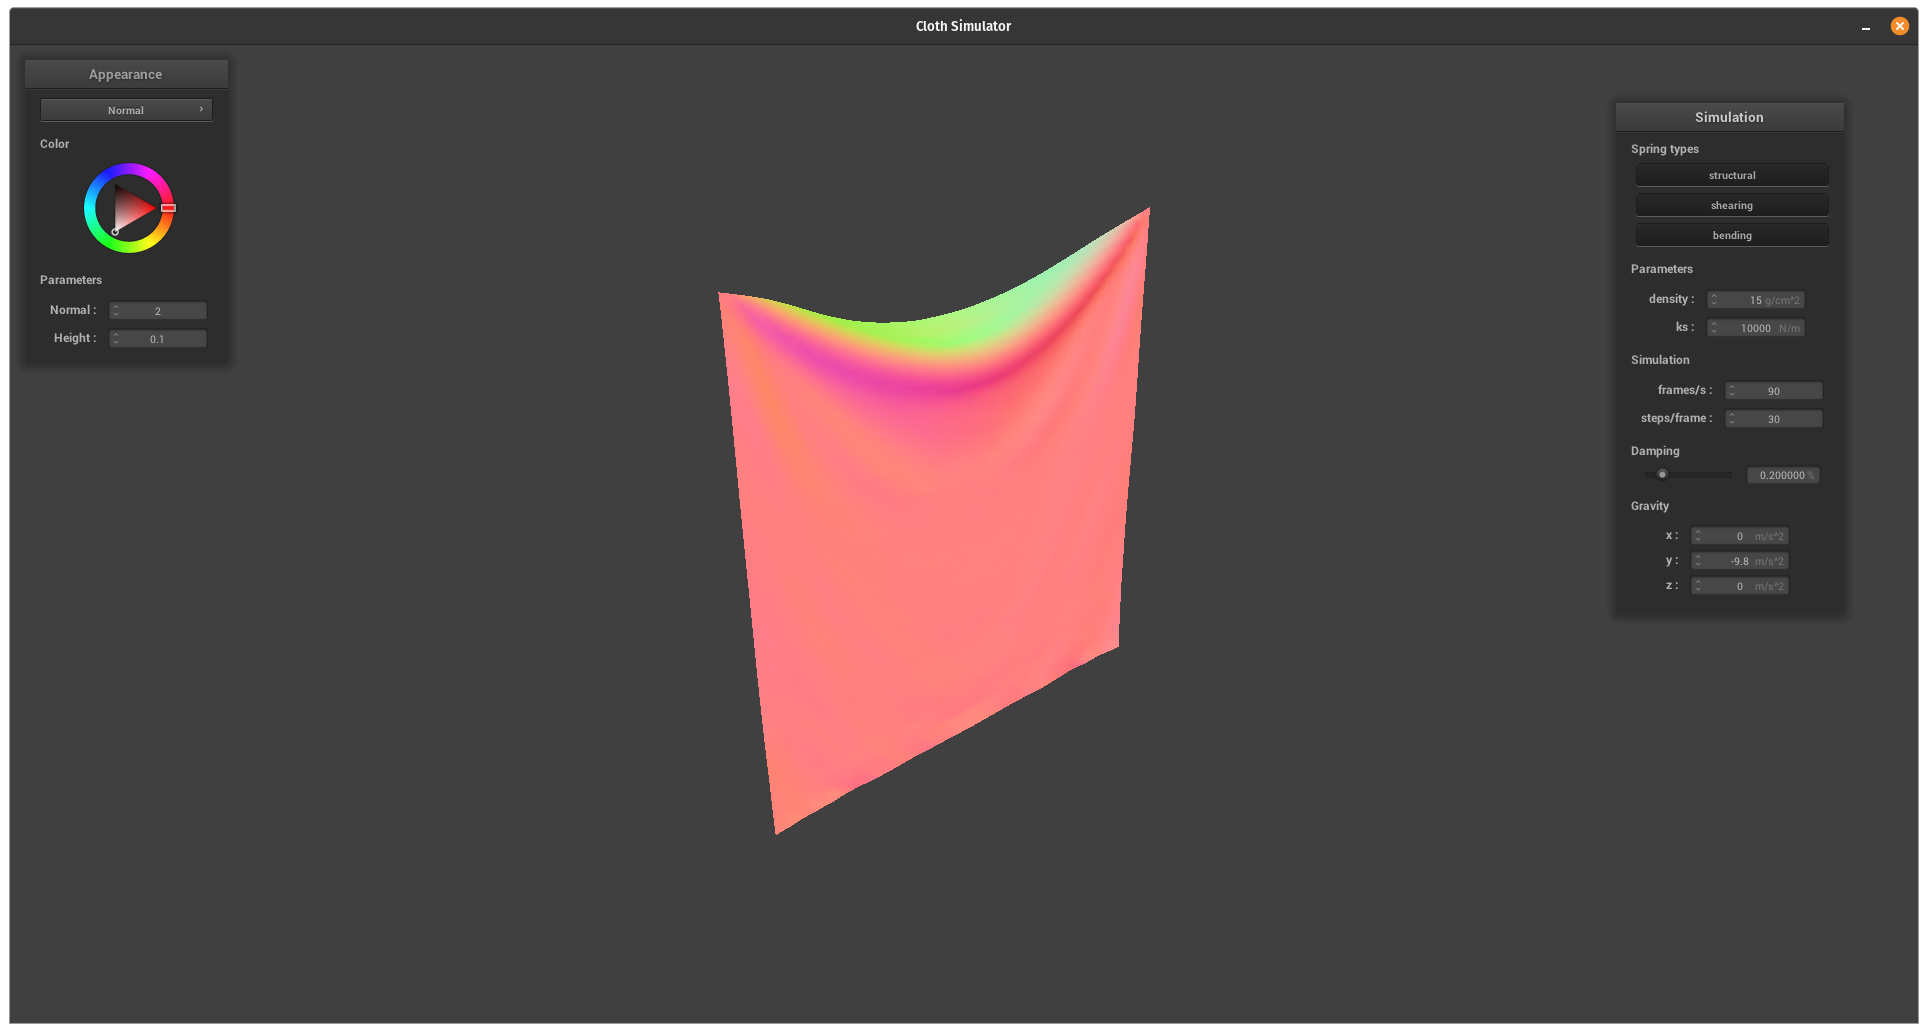 Cloth Simulator
Appearance
Normal
Color
Parameters
Normal : 2
Height : 0.1
Simulation
Spring types
structural
shearing
bending
Parameters
density : 15 g/cm^2
ks : 10000 N/m
Simulation
frames/s : 90
steps/frame : 30
Damping
0.200000 %
Gravity
x : 0 m/s^2
y : -9.8 m/s^2
z : 0 m/s^2